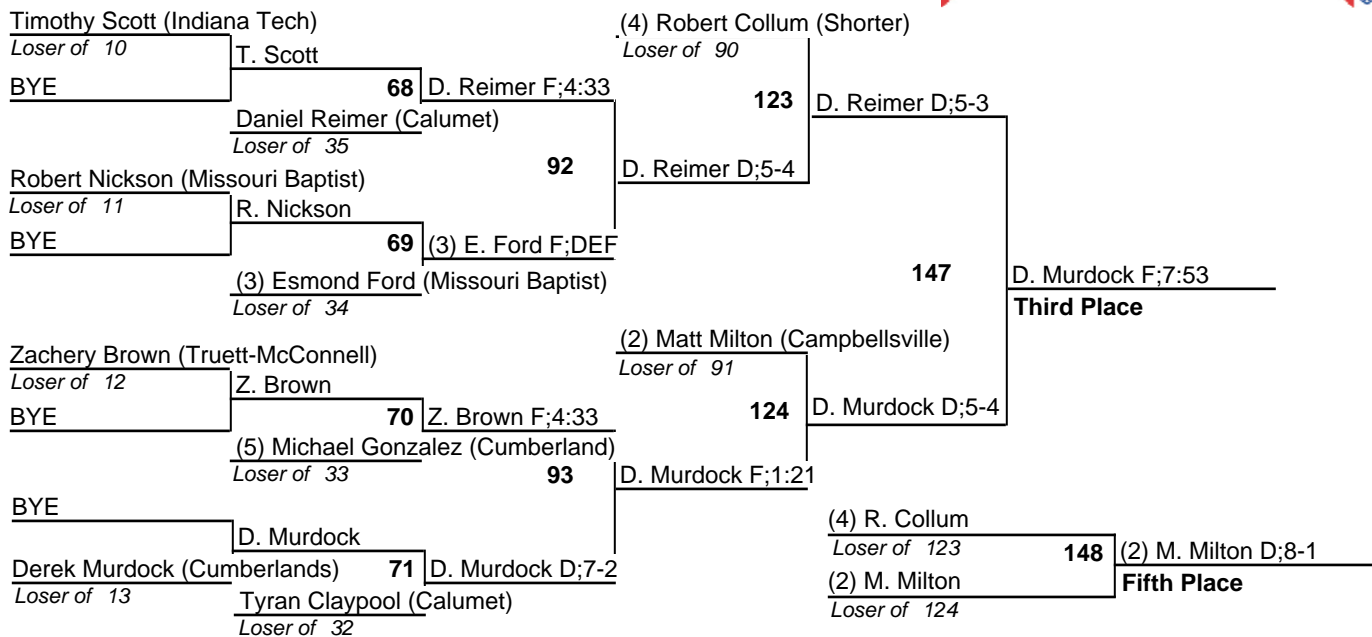 Timothy Scott (Indiana Tech)
Loser of 10
T. Scott
BYE
68
D. Reimer F;4:33
Daniel Reimer (Calumet)
Loser of 35
92
Robert Nickson (Missouri Baptist)
Loser of 11
R. Nickson
BYE
69
(3) E. Ford F;DEF
(3) Esmond Ford (Missouri Baptist)
Loser of 34
(4) Robert Collum (Shorter)
Loser of 90
123
D. Reimer D;5-3
D. Reimer D;5-4
147
D. Murdock F;7:53
Third Place
Zachery Brown (Truett-McConnell)
Loser of 12
Z. Brown
BYE
70
Z. Brown F;4:33
(5) Michael Gonzalez (Cumberland)
Loser of 33
93
BYE
D. Murdock
Derek Murdock (Cumberlands)
Loser of 13
71
D. Murdock D;7-2
Tyran Claypool (Calumet)
Loser of 32
(2) Matt Milton (Campbellsville)
Loser of 91
124
D. Murdock D;5-4
D. Murdock F;1:21
(4) R. Collum
Loser of 123
148
(2) M. Milton D;8-1
(2) M. Milton
Fifth Place
Loser of 124